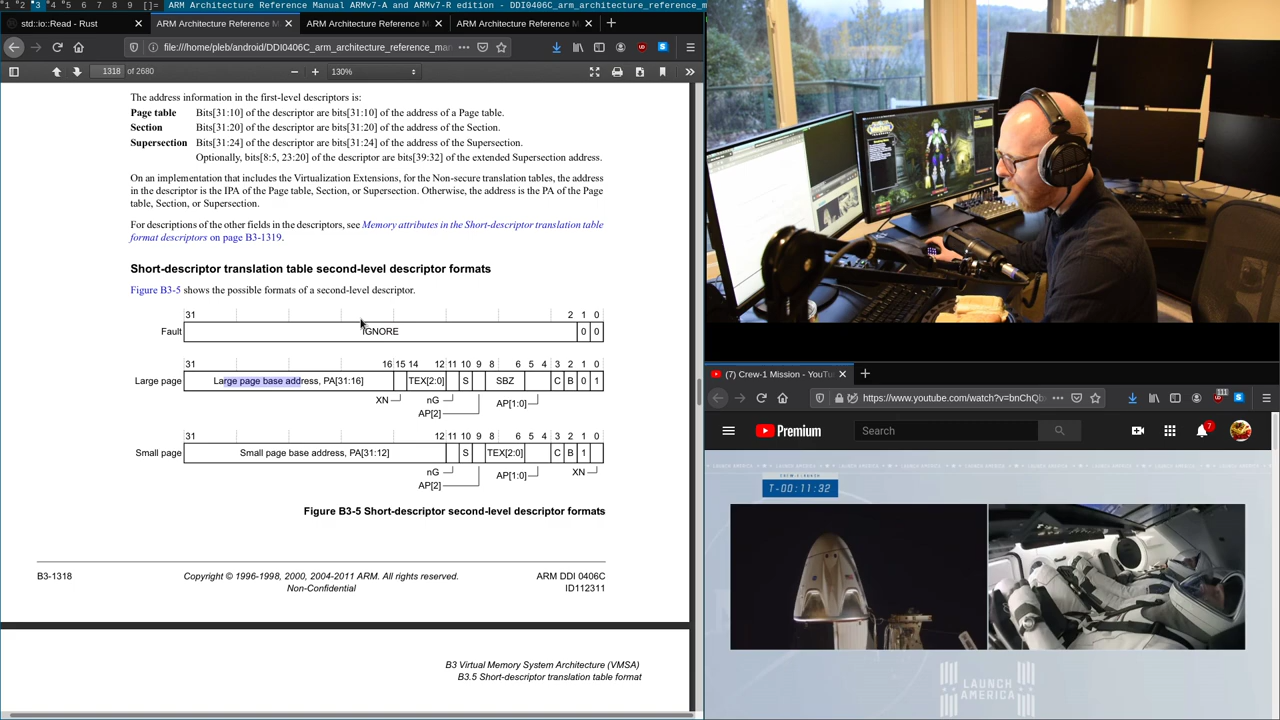 1 2 3 4 5 6 7 8 9 []= ARM Architecture Reference Manual ARMv7-A and ARMv7-R edition - DDI0406C_arm_architecture_reference_m
std::io::Read - Rust
ARM Architecture Reference M
ARM Architecture Reference M
ARM Architecture Reference M
file:///home/pleb/android/DDI0406C_arm_architecture_reference_ma
1318 of 2680
130%
The address information in the first-level descriptors is:
Page table Bits[31:10] of the descriptor are bits[31:10] of the address of a Page table.
Section Bits[31:20] of the descriptor are bits[31:20] of the address of the Section.
Supersection Bits[31:24] of the descriptor are bits[31:24] of the address of the Supersection.
Optionally, bits[8:5, 23:20] of the descriptor are bits[39:32] of the extended Supersection address.
On an implementation that includes the Virtualization Extensions, for the Non-secure translation tables, the address
in the descriptor is the IPA of the Page table, Section, or Supersection. Otherwise, the address is the PA of the Page
table, Section, or Supersection.
For descriptions of the other fields in the descriptors, see Memory attributes in the Short-descriptor translation table
format descriptors on page B3-1319.
Short-descriptor translation table second-level descriptor formats
Figure B3-5 shows the possible formats of a second-level descriptor.
31 2 1 0
Fault IGNORE 0 0
31 16 15 14 12 11 10 9 8 6 5 4 3 2 1 0
Large page Large page base address, PA[31:16] TEX[2:0] S SBZ C B 0 1
XN nG AP[1:0]
AP[2]
31 12 11 10 9 8 6 5 4 3 2 1 0
Small page Small page base address, PA[31:12] S TEX[2:0] C B 1
nG AP[1:0] XN
AP[2]
Figure B3-5 Short-descriptor second-level descriptor formats
B3-1318 Copyright © 1996-1998, 2000, 2004-2011 ARM. All rights reserved. ARM DDI 0406C
Non-Confidential ID112311
B3 Virtual Memory System Architecture (VMSA)
B3.5 Short-descriptor translation table format
(7) Crew-1 Mission - YouTu
https://www.youtube.com/watch?v=bnChQb
111
Premium
Search
7
T-00:11:32
LAUNCH
AMERICA